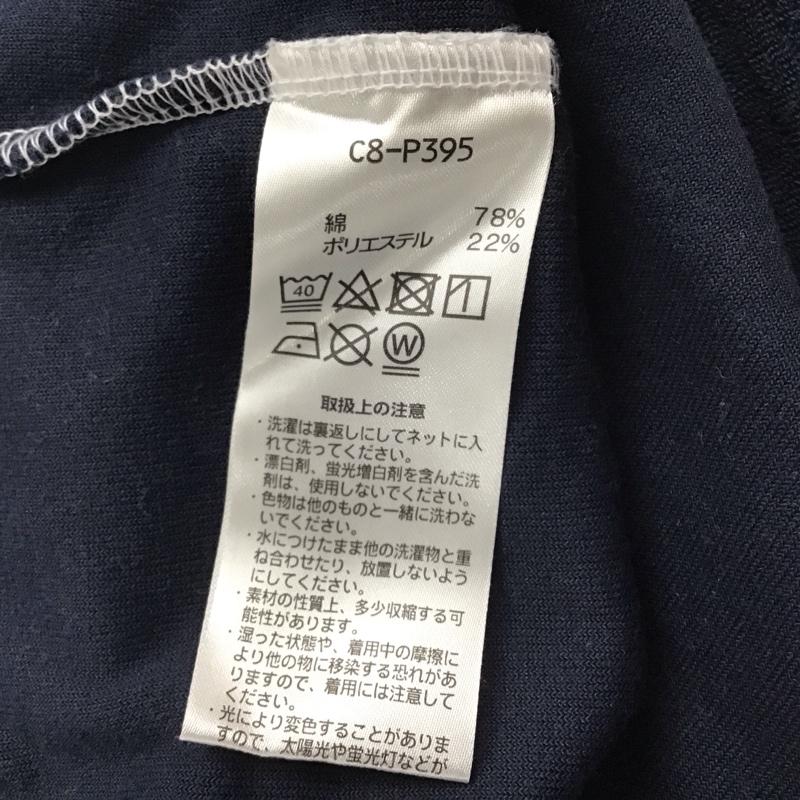 C8-P395
綿 78%
ポリエステル 22%
40
W
取扱上の注意
・洗濯は裏返しにしてネットに入
れて洗ってください。
・漂白剤、蛍光増白剤を含んだ洗
剤は、使用しないでください。
・色物は他のものと一緒に洗わな
いでください。
・水につけたまま他の洗濯物と重
ね合わせたり、放置しないよう
にしてください。
・素材の性質上、多少収縮する可
能性があります。
・湿った状態や、着用中の摩擦に
より他の物に移染する恐れがあ
りますので、着用には注意して
ください。
・光により変色することがありま
すので、太陽光や蛍光灯などが